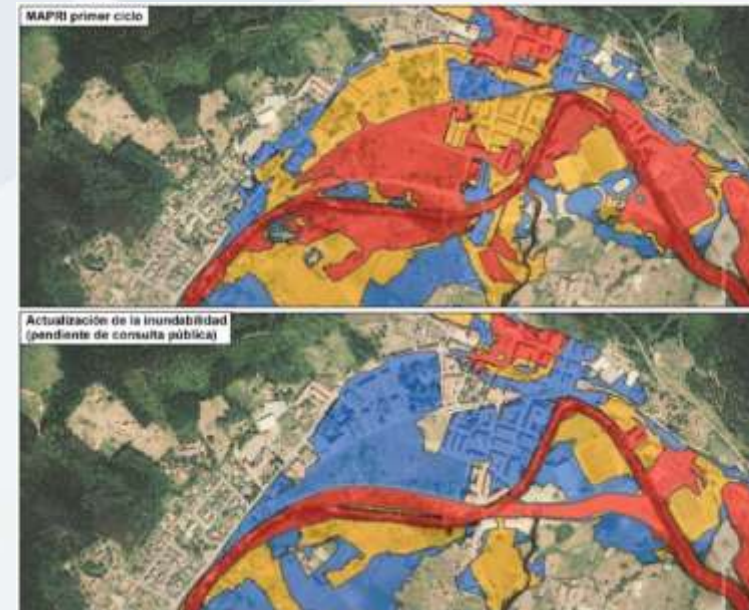 MAPRI primer ciclo
Actualización de la inundabilidad
(pendiente de consulta pública)